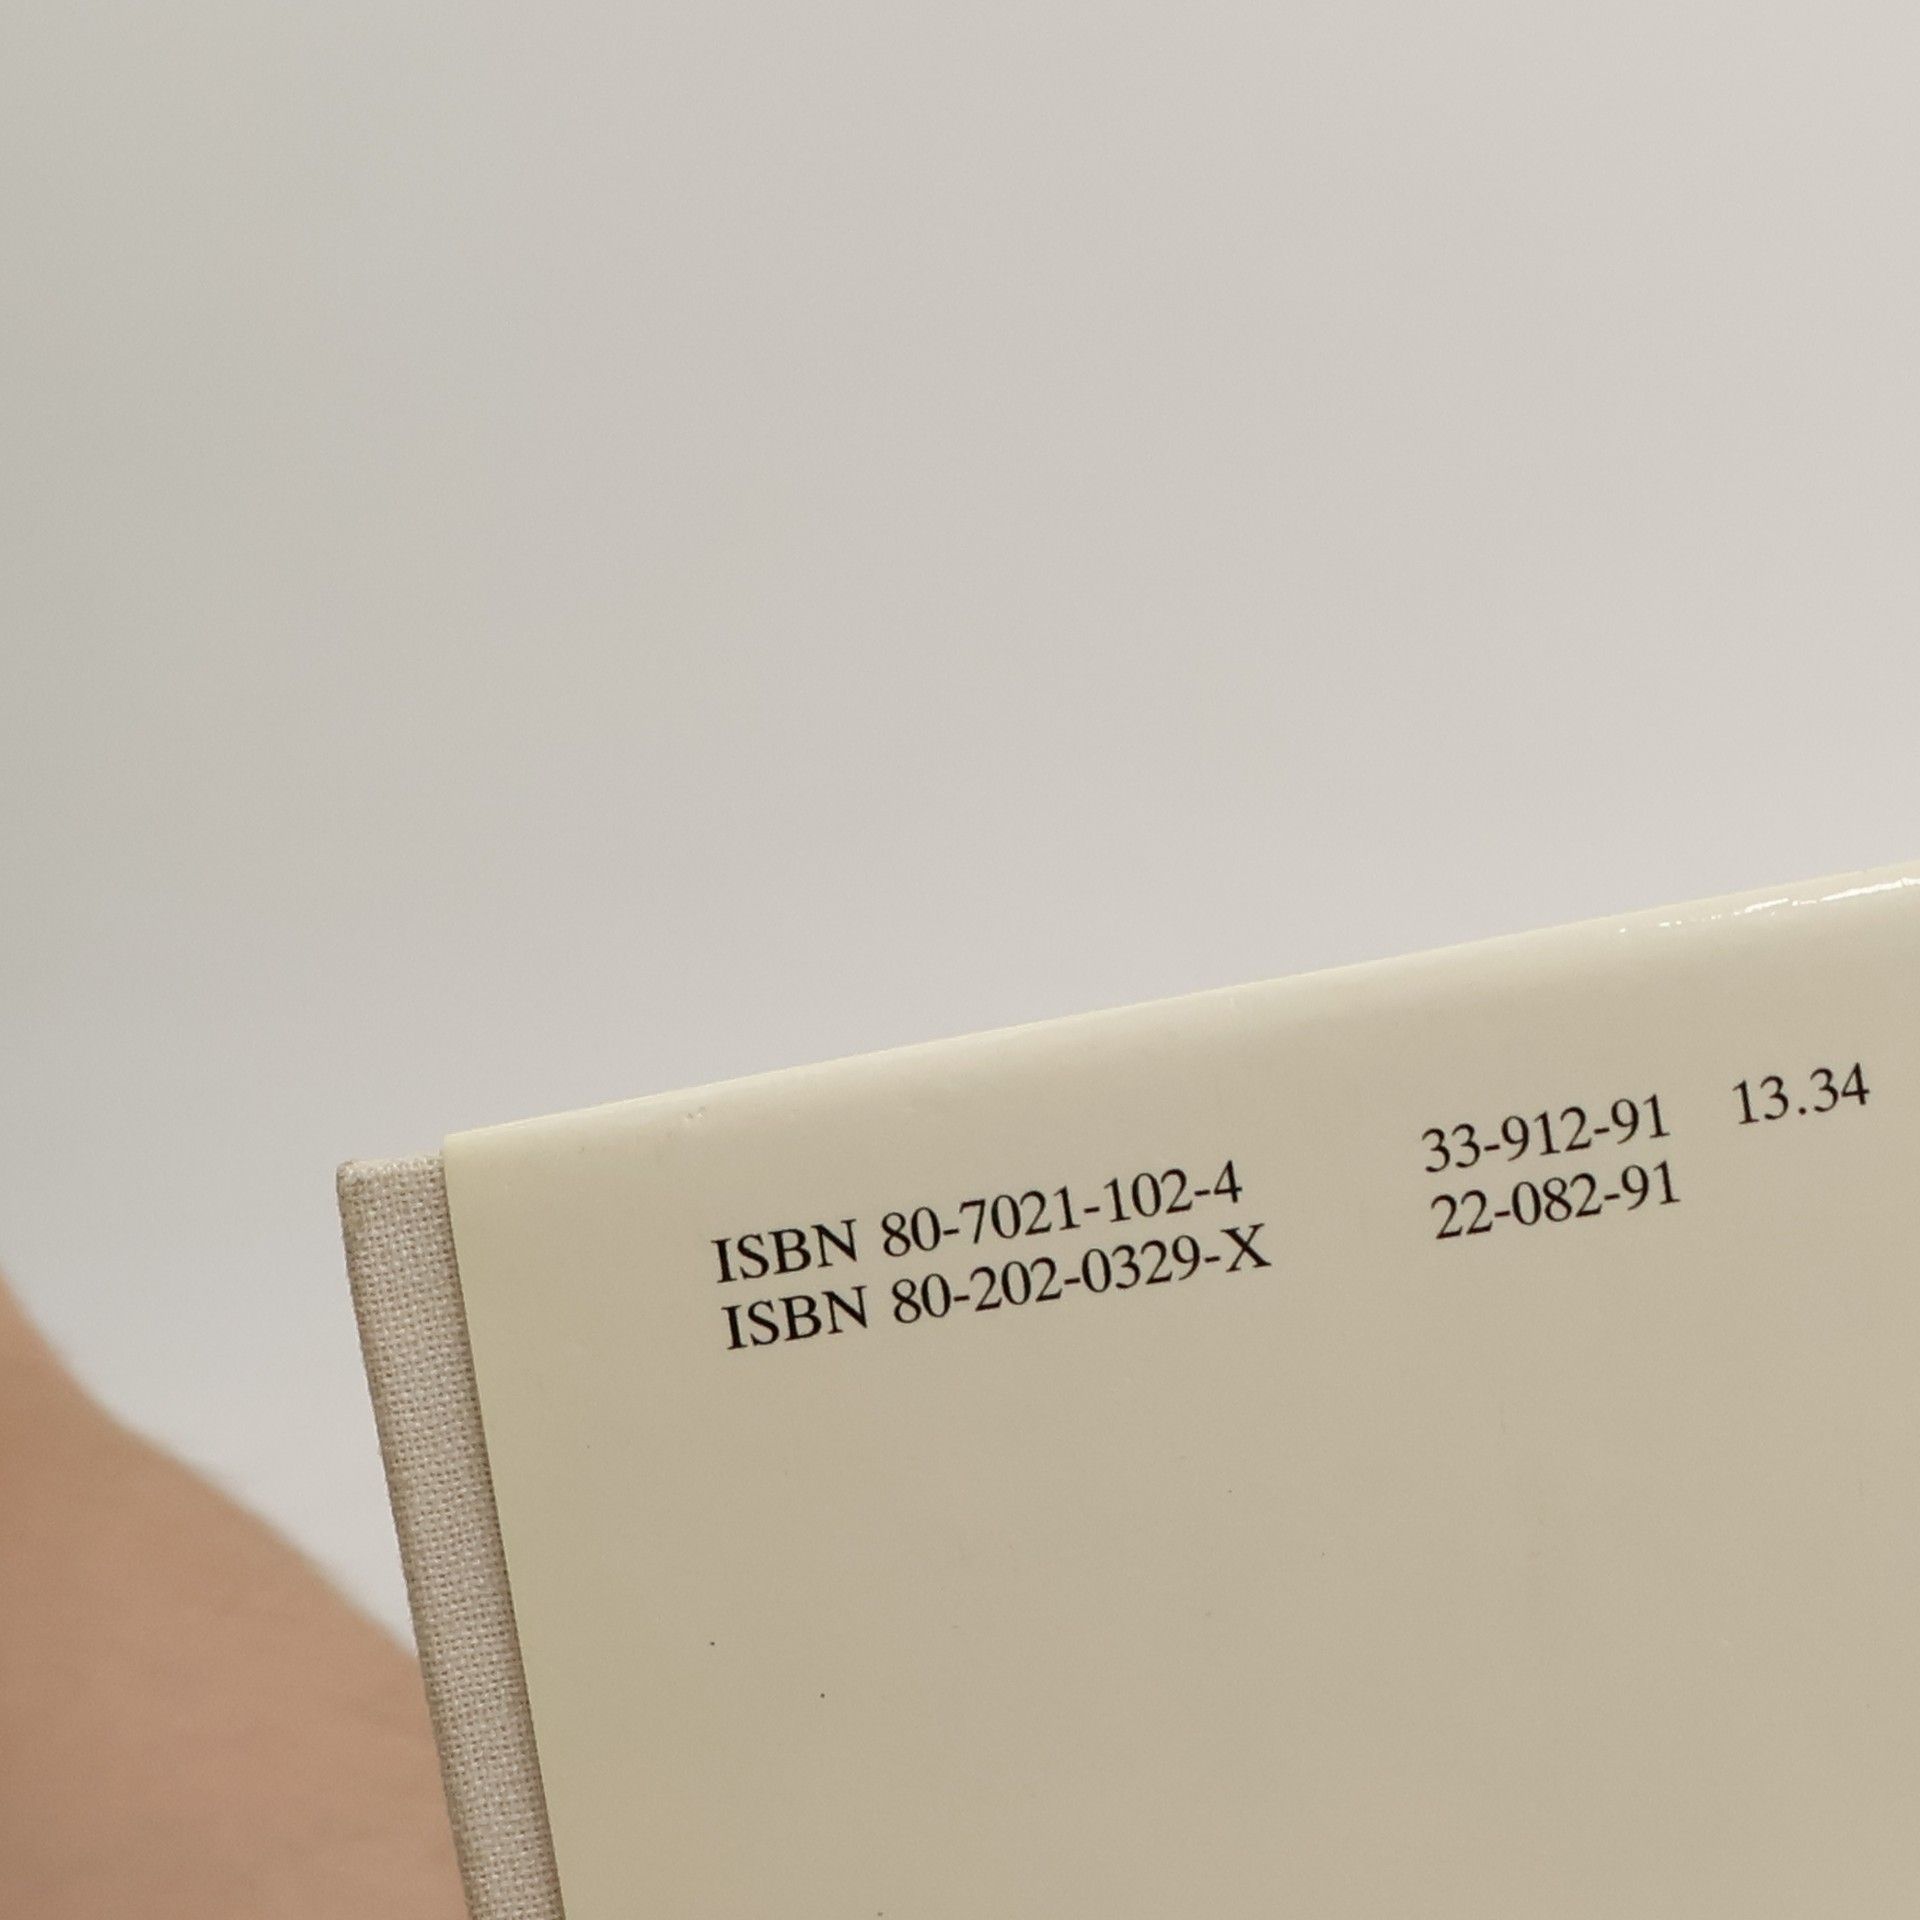 ISBN 80-7021-102-4 33-912-91 13.34
ISBN 80-202-0329-X 22-082-91